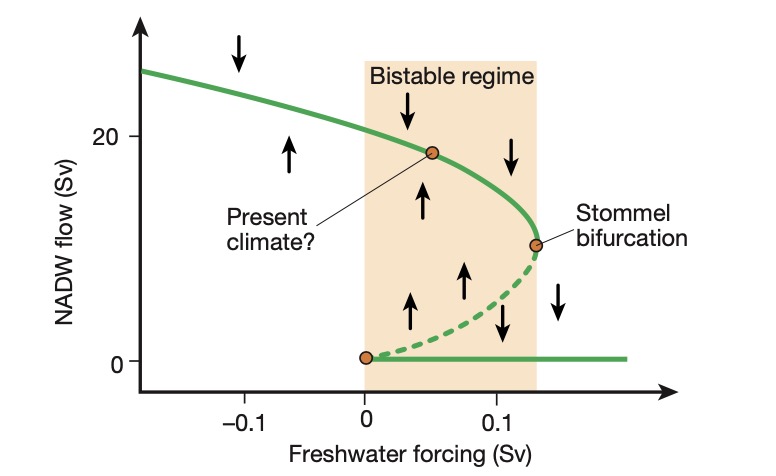 Bistable regime
20
Present
climate?
Stommel
bifurcation
NADW flow (Sv)
0
−0.1
0
0.1
Freshwater forcing (Sv)